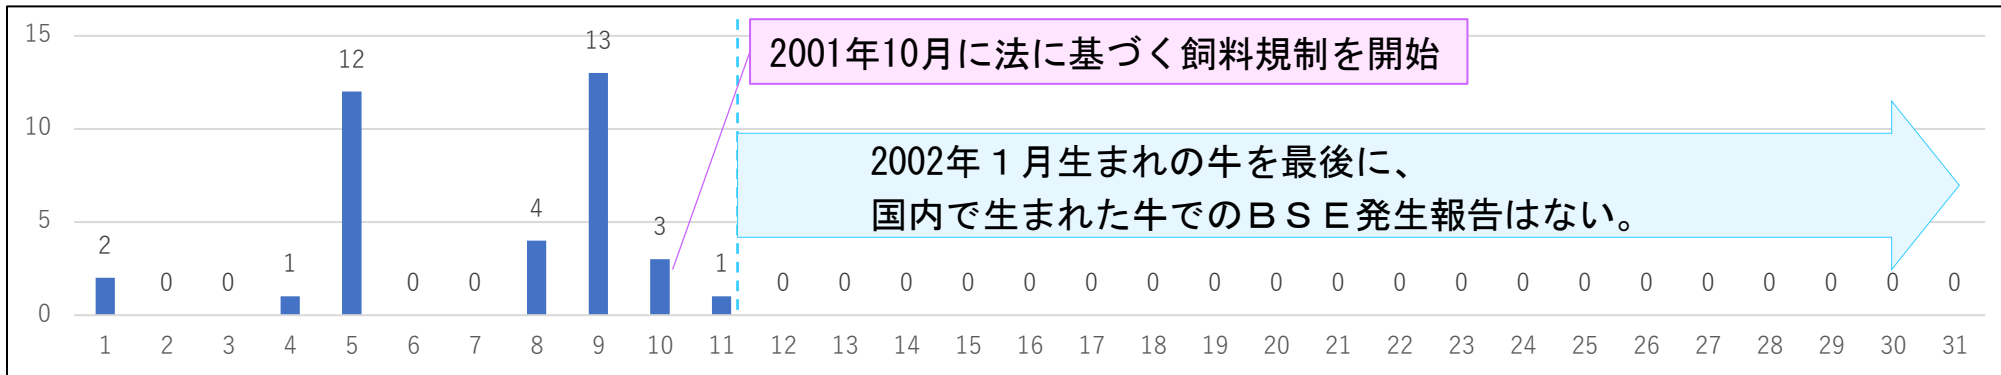 15
10
5
0
2001年10月に法に基づく飼料規制を開始
2002年１月生まれの牛を最後に、
国内で生まれた牛でのＢＳＥ発生報告はない。
2 0 0 1 12 0 0 4 13 3 1 0 0 0 0 0 0 0 0 0 0 0 0 0 0 0 0 0 0 0 0
1 2 3 4 5 6 7 8 9 10 11 12 13 14 15 16 17 18 19 20 21 22 23 24 25 26 27 28 29 30 31